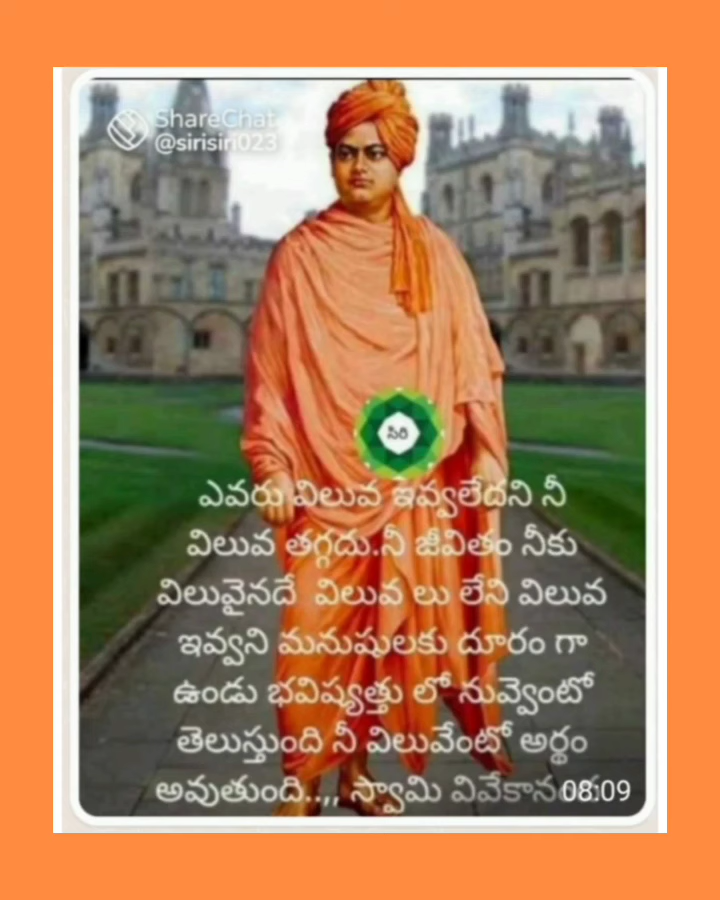 ShareChat
@sirisiri023
సిరి
ఎవరు విలువ ఇవ్వలేదని నీ
విలువ తగ్గదు.నీ జీవితం నీకు
విలువైనదే విలువ లు లేని విలువ
ఇవ్వని మనుషులకు దూరం గా
ఉండు భవిష్యత్తు లో నువ్వెంటో
తెలుస్తుంది నీ విలువేంటో అర్థం
అవుతుంది..,, స్వామి 08:09